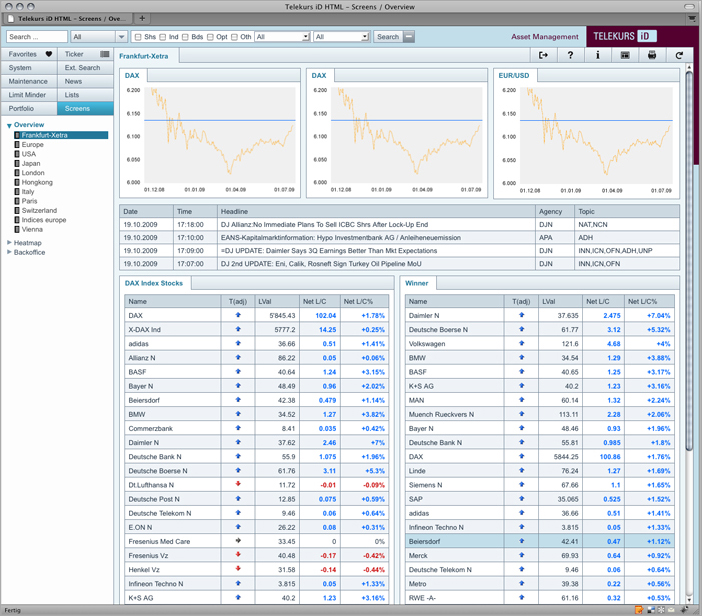 Telekurs iD HTML – Screens / Overview
Telekurs iD HTML – Screens / Ove...
Search ... All Shs Ind Bds Opt Oth All All Search
Asset Management TELEKURS iD
Favorites Ticker
System Ext. Search
Maintenance News
Limit Minder Lists
Portfolio Screens
Overview
Frankfurt-Xetra
Europe
USA
Japan
London
Hongkong
Italy
Paris
Switzerland
Indices europe
Vienna
Heatmap
Backoffice
Frankfurt-Xetra
DAX
6.200
6.150
6.100
6.000
01.12.08 01.01.09 01.04.09 01.07.09
DAX
6.200
6.150
6.100
6.000
01.12.08 01.01.09 01.04.09 01.07.09
EUR/USD
6.200
6.150
6.100
6.000
01.12.08 01.01.09 01.04.09 01.07.09
Date Time Headline Agency Topic
19.10.2009 17:18:00 DJ Allianz:No Immediate Plans To Sell ICBC Shrs After Lock-Up End DJN NAT,NCN
19.10.2009 17:10:00 EANS-Kapitalmarktinformation: Hypo Investmentbank AG / Anleiheneuemission APA ADH
19.10.2009 17:09:00 =DJ UPDATE: Daimler Says 3Q Earnings Better Than Mkt Expectations DJN INN,ICN,OFN,ADH,UNP
19.10.2009 17:07:00 DJ 2nd UPDATE: Eni, Calik, Rosneft Sign Turkey Oil Pipeline MoU DJN INN,ICN,OFN
DAX Index Stocks
Name T(adj) LVal Net L/C Net L/C%
DAX 5'845.43 102.04 +1.78%
X-DAX Ind 5777.2 14.25 +0.25%
adidas 36.66 0.51 +1.41%
Allianz N 86.22 0.05 +0.06%
BASF 40.64 1.24 +3.15%
Bayer N 48.49 0.96 +2.02%
Beiersdorf 42.38 0.479 +1.14%
BMW 34.52 1.27 +3.82%
Commerzbank 8.41 0.035 +0.42%
Daimler N 37.62 2.46 +7%
Deutsche Bank N 55.9 1.075 +1.96%
Deutsche Boerse N 61.76 3.11 +5.3%
Dt.Lufthansa N 11.72 -0.01 -0.09%
Deutsche Post N 12.85 0.075 +0.59%
Deutsche Telekom N 9.46 0.06 +0.64%
E.ON N 26.22 0.08 +0.31%
Fresenius Med Care 33.45 0 0%
Fresenius Vz 40.48 -0.17 -0.42%
Henkel Vz 31.58 -0.14 -0.44%
Infineon Techno N 3.815 0.05 +1.33%
K+S AG 40.2 1.23 +3.16%
Winner
Name T(adj) LVal Net L/C Net L/C%
Daimler N 37.635 2.475 +7.04%
Deutsche Boerse N 61.77 3.12 +5.32%
Volkswagen 121.6 4.68 +4%
BMW 34.54 1.29 +3.88%
BASF 40.65 1.25 +3.17%
K+S AG 40.2 1.23 +3.16%
MAN 60.14 1.32 +2.24%
Muench Rueckvers N 113.11 2.28 +2.06%
Bayer N 48.46 0.93 +1.96%
Deutsche Bank N 55.81 0.985 +1.8%
DAX 5844.25 100.86 +1.76%
Linde 76.24 1.27 +1.69%
Siemens N 67.66 1.1 +1.65%
SAP 35.065 0.525 +1.52%
adidas 36.66 0.51 +1.41%
Infineon Techno N 3.815 0.05 +1.33%
Beiersdorf 42.41 0.47 +1.12%
Merck 69.93 0.64 +0.92%
Deutsche Telekom N 9.46 0.06 +0.64%
Metro 39.38 0.22 +0.56%
RWE -A- 61.16 0.32 +0.53%
Fertig